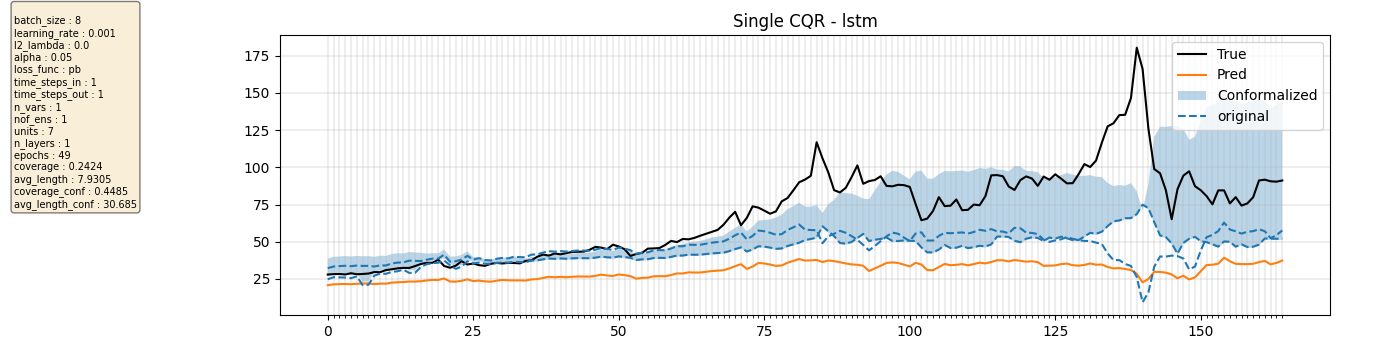 batch_size : 8
learning_rate : 0.001
l2_lambda : 0.0
alpha : 0.05
loss_func : pb
time_steps_in : 1
time_steps_out : 1
n_vars : 1
nof_ens : 1
units : 7
n_layers : 1
epochs : 49
coverage : 0.2424
avg_length : 7.9305
coverage_conf : 0.4485
avg_length_conf : 30.685
Single CQR - lstm
175
150
125
100
75
50
25
0 25 50 75 100 125 150
True
Pred
Conformalized
original